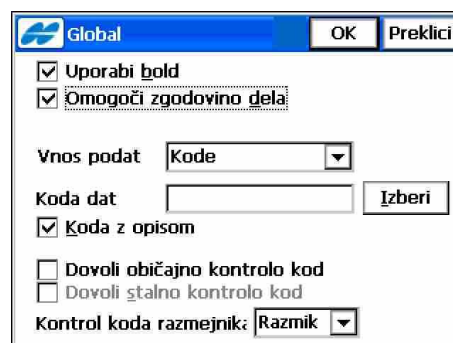 Global OK Preklici
Uporabi bold
Omogoči zgodovino dela
Vnos podat Kode
Koda dat Izberi
Koda z opisom
Dovoli običajno kontrolo kod
Dovoli stalno kontrolo kod
Kontrol koda razmejnik: Razmik